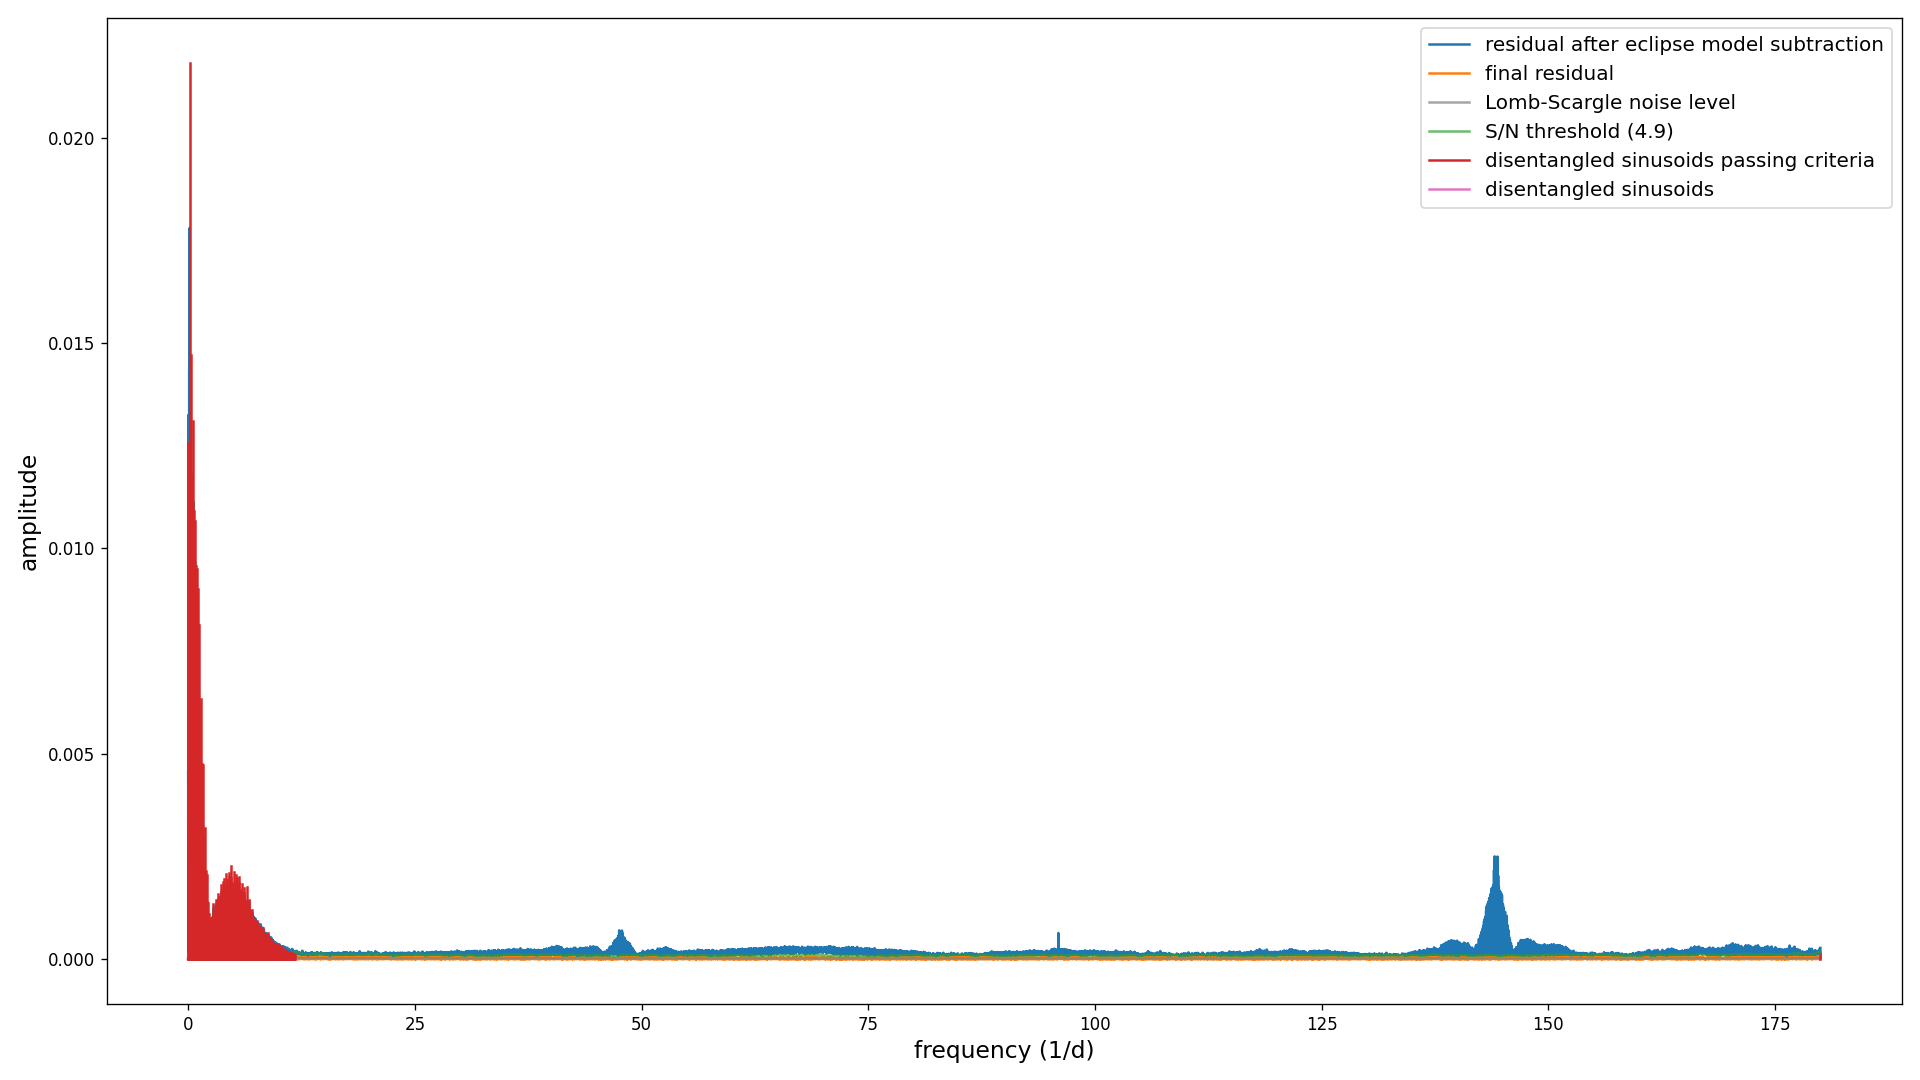 residual after eclipse model subtraction
final residual
Lomb-Scargle noise level
S/N threshold (4.9)
disentangled sinusoids passing criteria
disentangled sinusoids
0.020
0.015
0.010
0.005
0.000
amplitude
0 25 50 75 100 125 150 175
frequency (1/d)